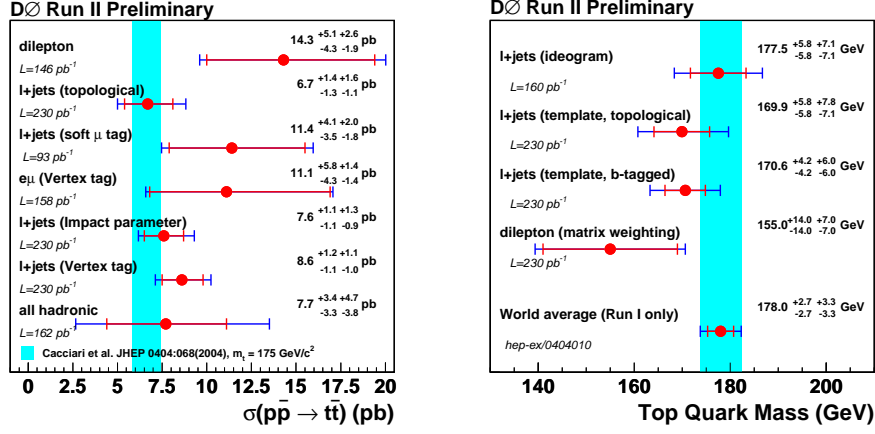 DØ Run II Preliminary
dilepton
L=146 pb⁻¹
14.3 +5.1 -4.3 +2.6 -1.9 pb
l+jets (topological)
L=230 pb⁻¹
6.7 +1.4 -1.3 +1.6 -1.1 pb
l+jets (soft μ tag)
L=93 pb⁻¹
11.4 +4.1 -3.5 +2.0 -1.8 pb
eμ (Vertex tag)
L=158 pb⁻¹
11.1 +5.8 -4.3 +1.4 -1.4 pb
l+jets (Impact parameter)
L=230 pb⁻¹
7.6 +1.1 -1.1 +1.3 -0.9 pb
l+jets (Vertex tag)
L=230 pb⁻¹
8.6 +1.2 -1.1 +1.1 -1.0 pb
all hadronic
L=162 pb⁻¹
7.7 +3.4 -3.3 +4.7 -3.8 pb
Cacciari et al. JHEP 0404:068(2004), mₜ = 175 GeV/c²
0 2.5 5 7.5 10 12.5 15 17.5 20
σ(pp̄ → tt̄) (pb)
DØ Run II Preliminary
l+jets (ideogram)
L=160 pb⁻¹
177.5 +5.8 -5.8 +7.1 -7.1 GeV
l+jets (template, topological)
L=230 pb⁻¹
169.9 +5.8 -5.8 +7.8 -7.1 GeV
l+jets (template, b-tagged)
L=230 pb⁻¹
170.6 +4.2 -4.2 +6.0 -6.0 GeV
dilepton (matrix weighting)
L=230 pb⁻¹
155.0 +14.0 -14.0 +7.0 -7.0 GeV
World average (Run I only)
hep-ex/0404010
178.0 +2.7 -2.7 +3.3 -3.3 GeV
140 160 180 200
Top Quark Mass (GeV)